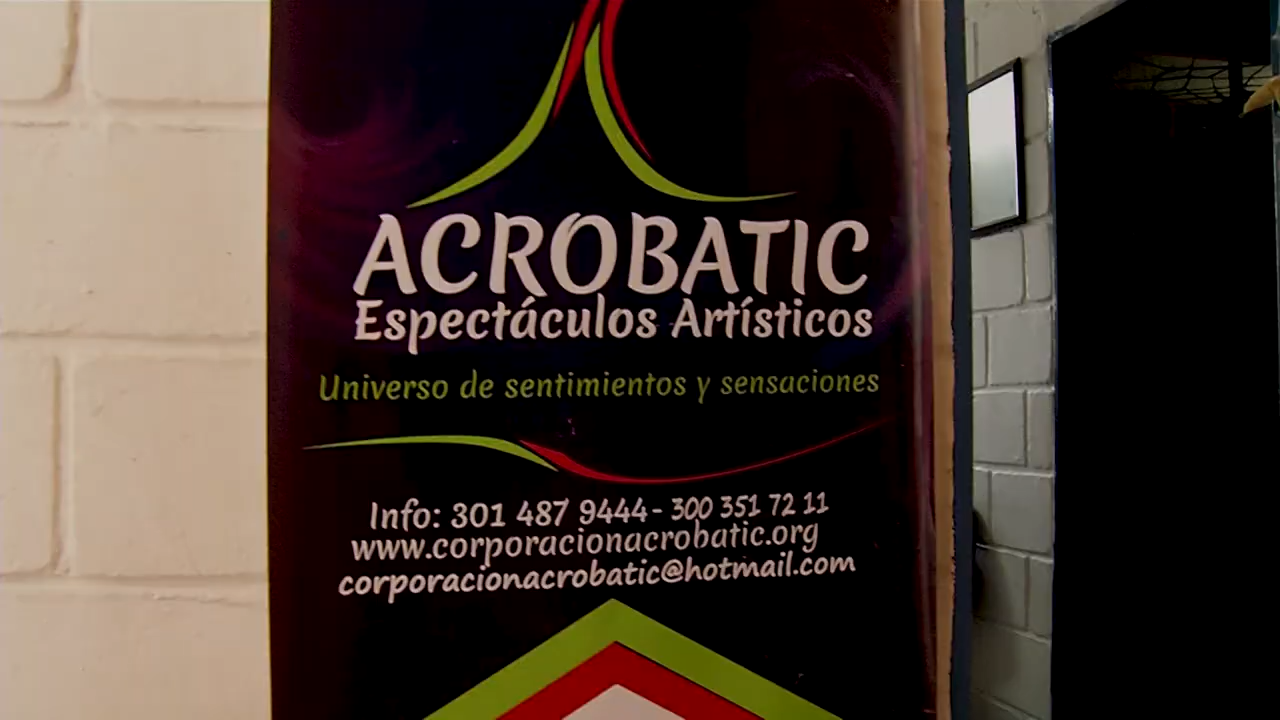 ACROBATIC
Espectáculos Artísticos
Universo de sentimientos y sensaciones
Info: 301 487 9444- 300 351 72 11
www.corporacionacrobatic.org
corporacionacrobatic@hotmail.com